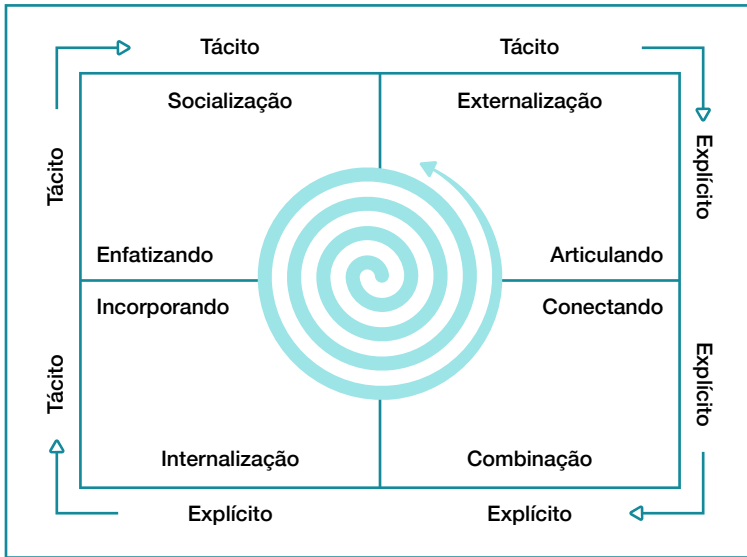 Tácito
Tácito
Socialização
Externalização
Tácito
Explícito
Enfatizando
Articulando
Incorporando
Conectando
Tácito
Explícito
Internalização
Combinação
Explícito
Explícito